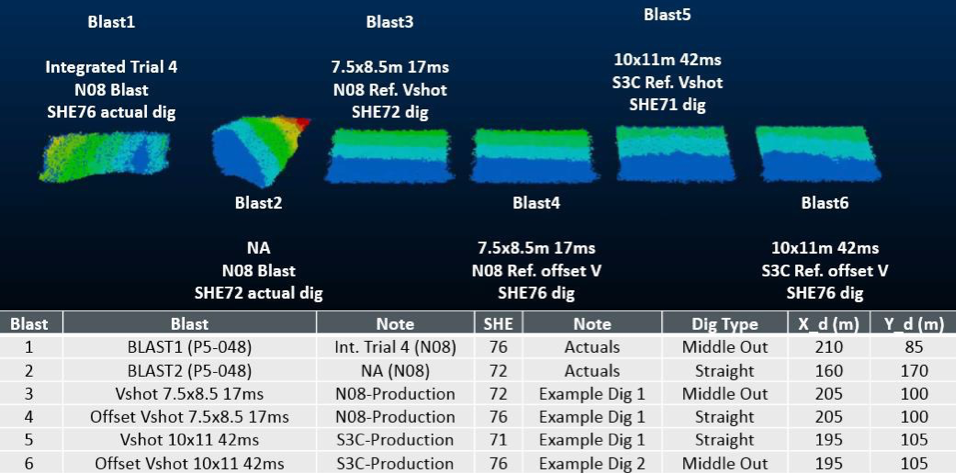 Blast1
Integrated Trial 4
N08 Blast
SHE76 actual dig
Blast2
NA
N08 Blast
SHE72 actual dig
Blast3
7.5x8.5m 17ms
N08 Ref. Vshot
SHE72 dig
Blast4
7.5x8.5m 17ms
N08 Ref. offset V
SHE76 dig
Blast5
10x11m 42ms
S3C Ref. Vshot
SHE71 dig
Blast6
10x11m 42ms
S3C Ref. offset V
SHE76 dig
Blast Blast Note SHE Note Dig Type X_d (m) Y_d (m)
1 BLAST1 (P5-048) Int. Trial 4 (N08) 76 Actuals Middle Out 210 85
2 BLAST2 (P5-048) NA (N08) 72 Actuals Straight 160 170
3 Vshot 7.5x8.5 17ms N08-Production 72 Example Dig 1 Middle Out 205 100
4 Offset Vshot 7.5x8.5 17ms N08-Production 76 Example Dig 1 Straight 205 100
5 Vshot 10x11 42ms S3C-Production 71 Example Dig 1 Straight 195 105
6 Offset Vshot 10x11 42ms S3C-Production 76 Example Dig 2 Middle Out 195 105